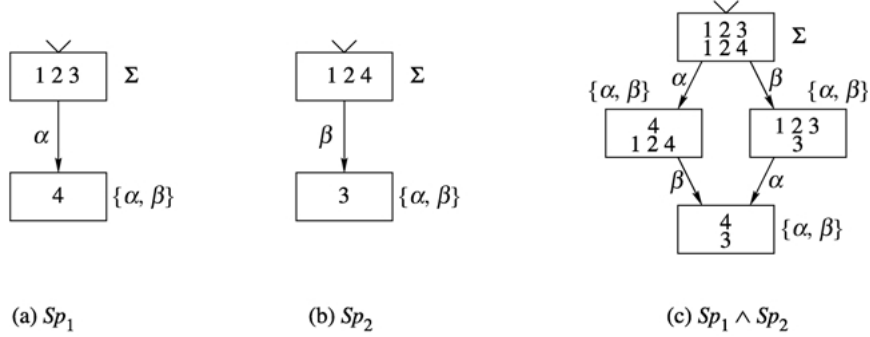 1 2 3 Σ
α
4 {α, β}
(a) Sp₁
1 2 4 Σ
β
3 {α, β}
(b) Sp₂
1 2 3
1 2 4
Σ
α β
{α, β} {α, β}
4
1 2 4
1 2 3
3
β α
4
3
{α, β}
(c) Sp₁ ∧ Sp₂